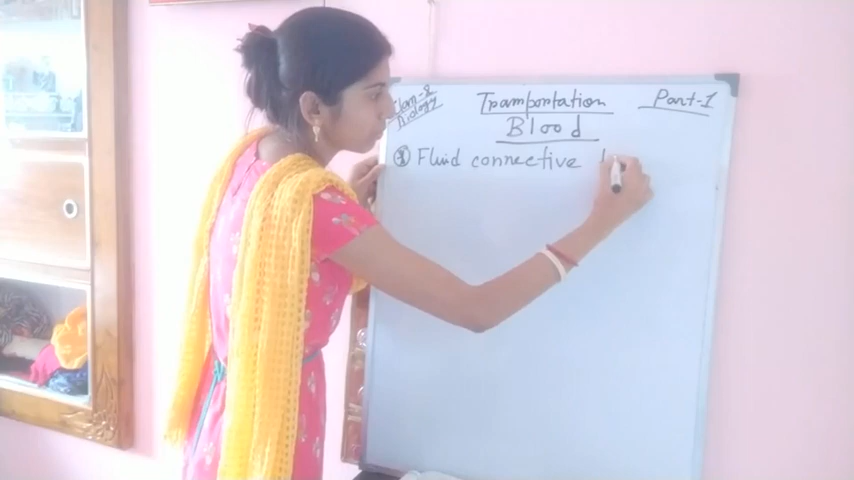 Class-8
Biology
Transportation
Part-1
Blood
① Fluid connective